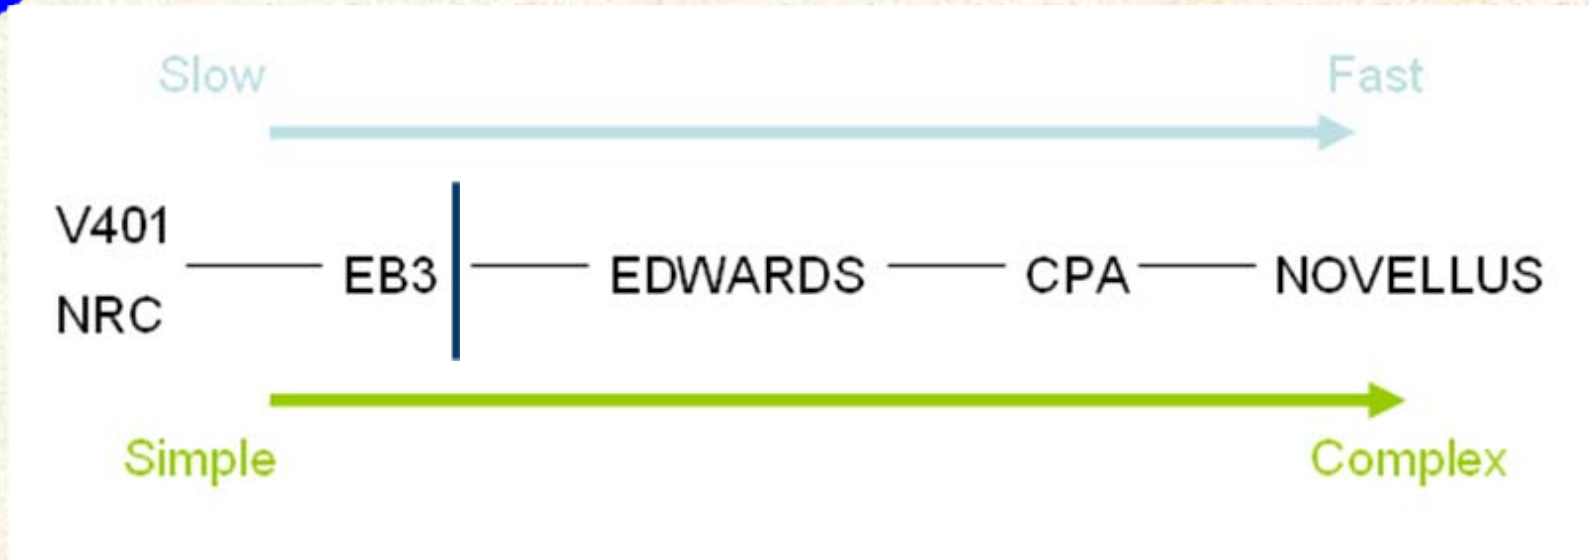 Slow Fast
V401
NRC
EB3 EDWARDS CPA NOVELLUS
Simple Complex